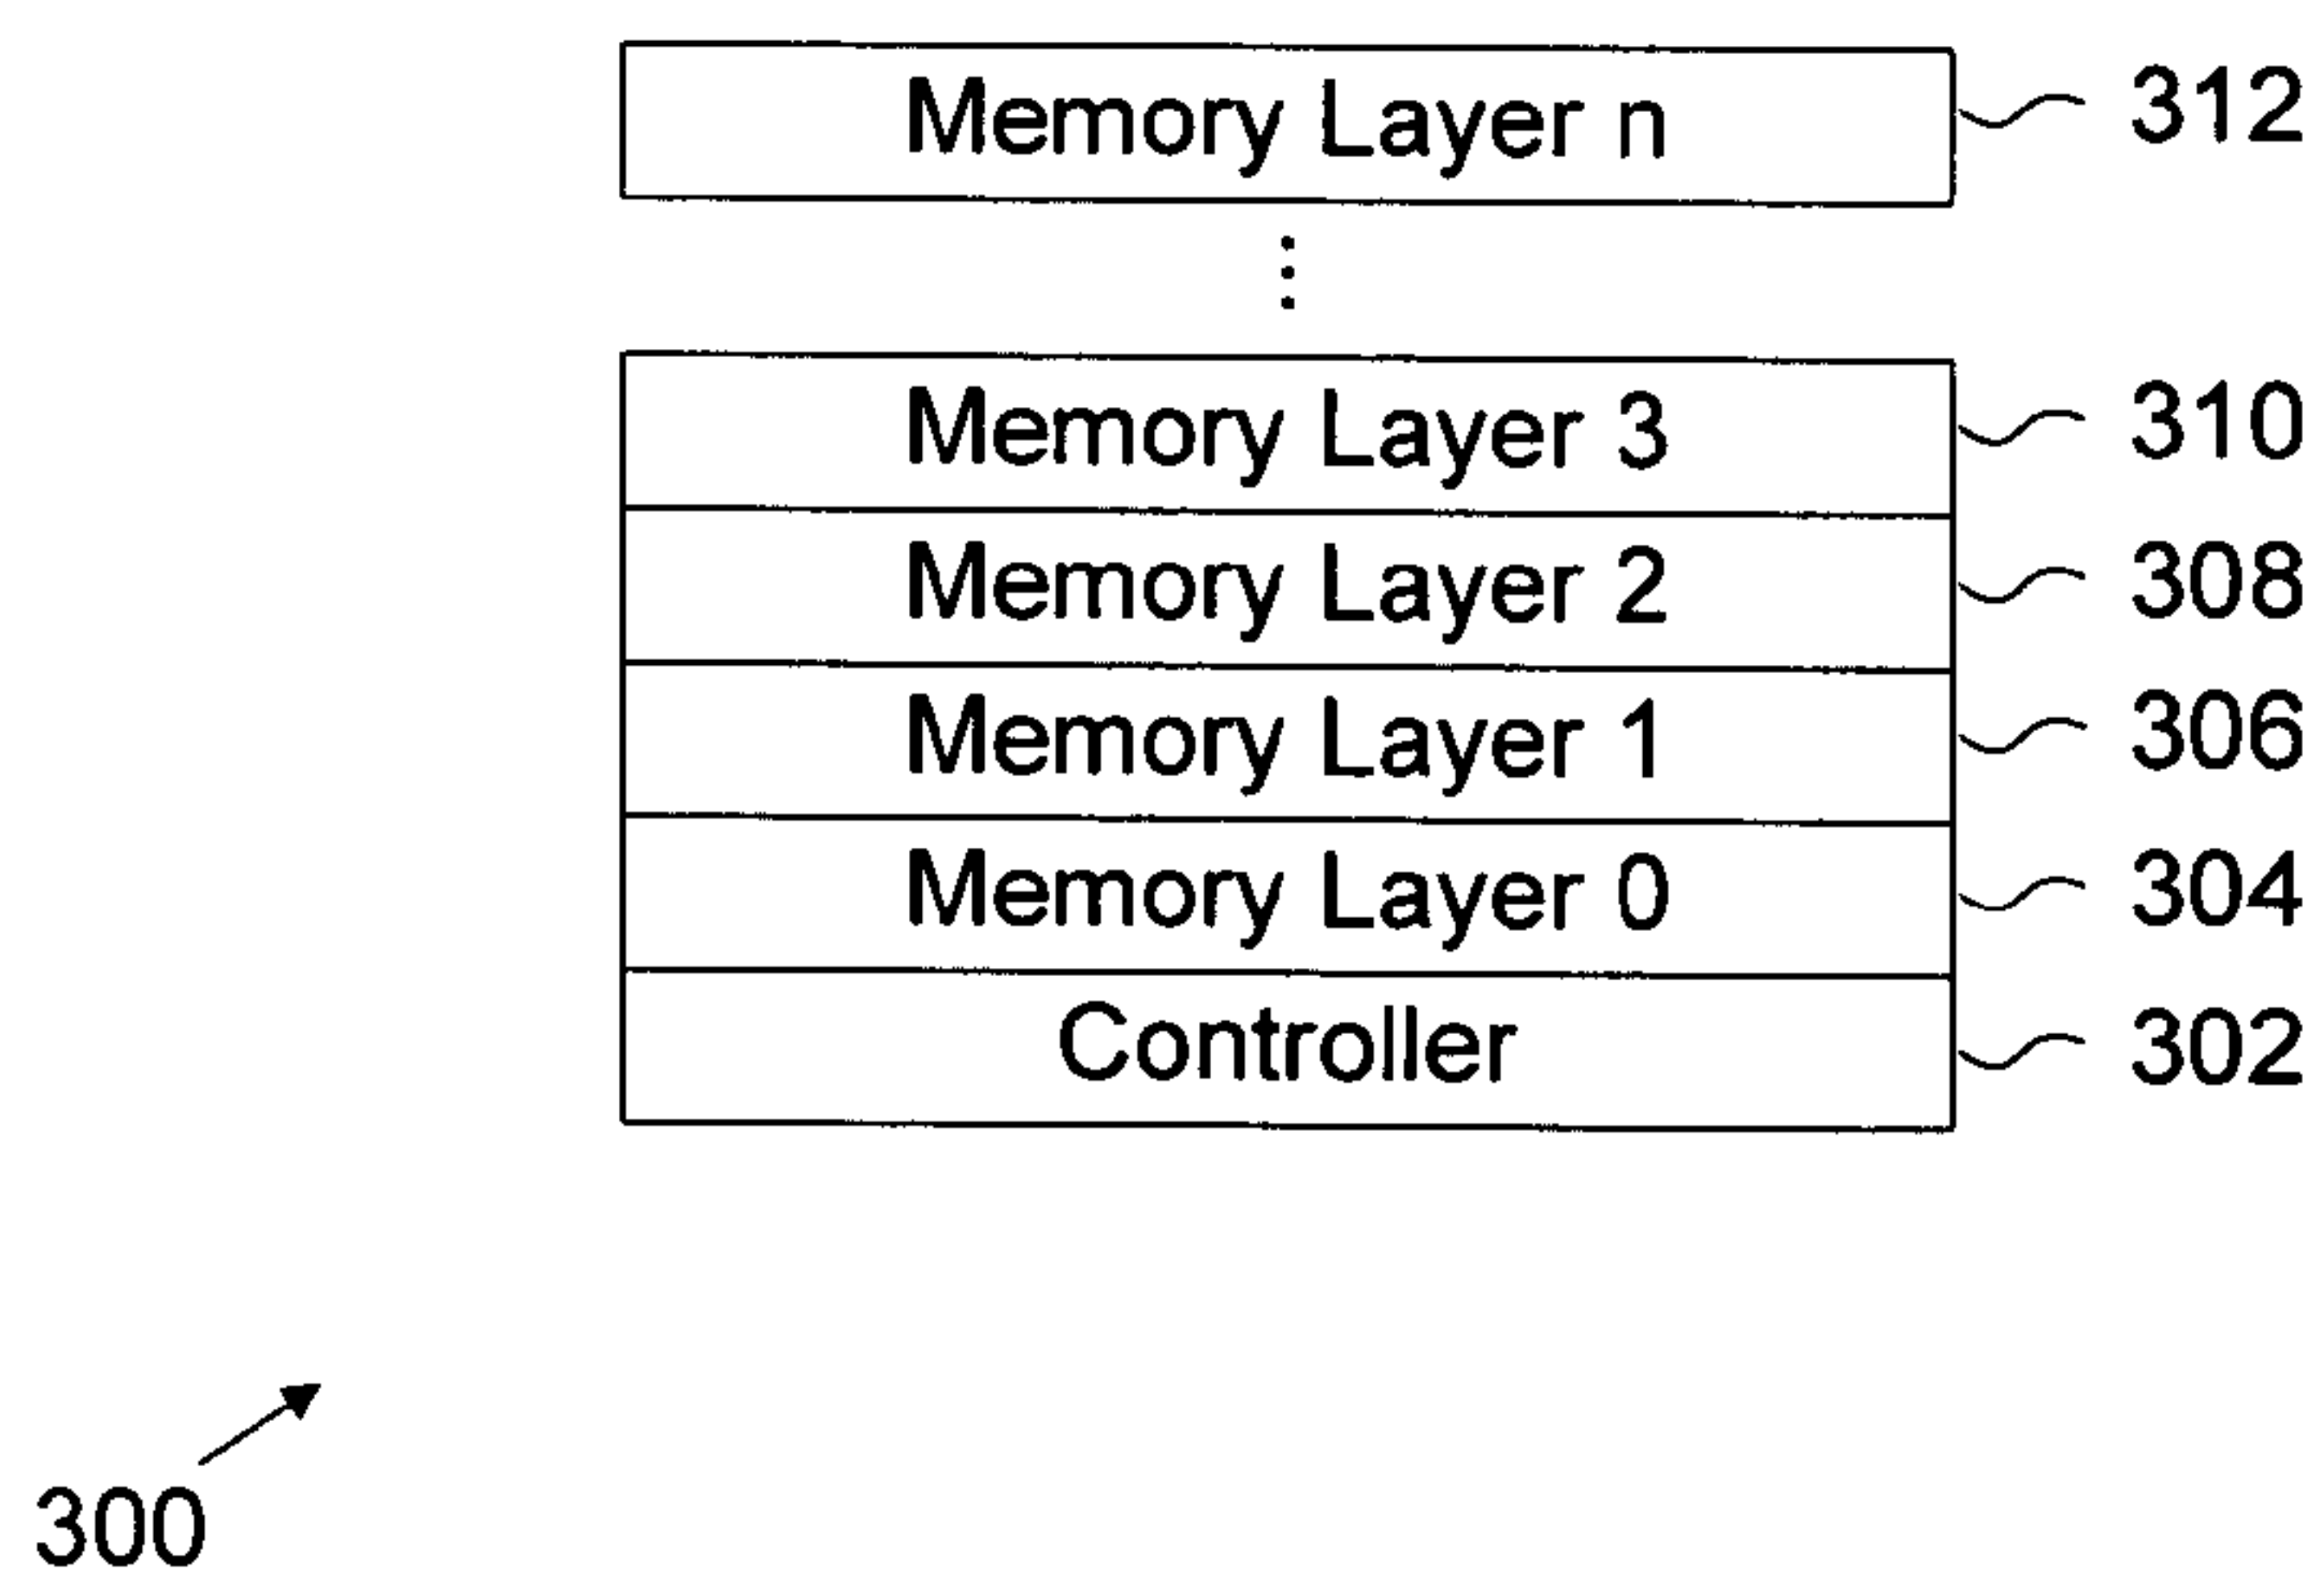 Memory Layer n 312
Memory Layer 3 310
Memory Layer 2 308
Memory Layer 1 306
Memory Layer 0 304
Controller 302
300